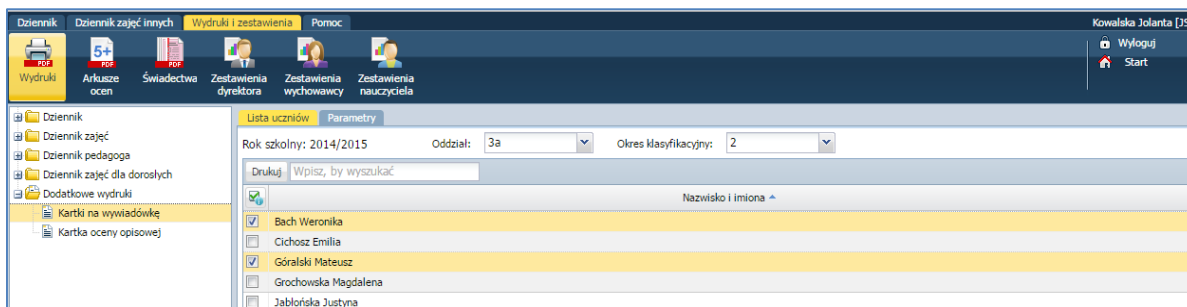 Dziennik Dziennik zajęć innych Wydruki i zestawienia Pomoc Kowalska Jolanta [JS
PDF 5+ PDF PDF Wyloguj
Wydruki Arkusze ocen Świadectwa Zestawienia dyrektora Zestawienia wychowawcy Zestawienia nauczyciela Start
Dziennik
Dziennik zajęć
Dziennik pedagoga
Dziennik zajęć dla dorosłych
Dodatkowe wydruki
Kartki na wywiadówkę
Kartka oceny opisowej
Lista uczniów Parametry
Rok szkolny: 2014/2015 Oddział: 3a Okres klasyfikacyjny: 2
Drukuj Wpisz, by wyszukać
Nazwisko i imiona
Bach Weronika
Cichosz Emilia
Góralski Mateusz
Grochowska Magdalena
Jabłońska Justyna